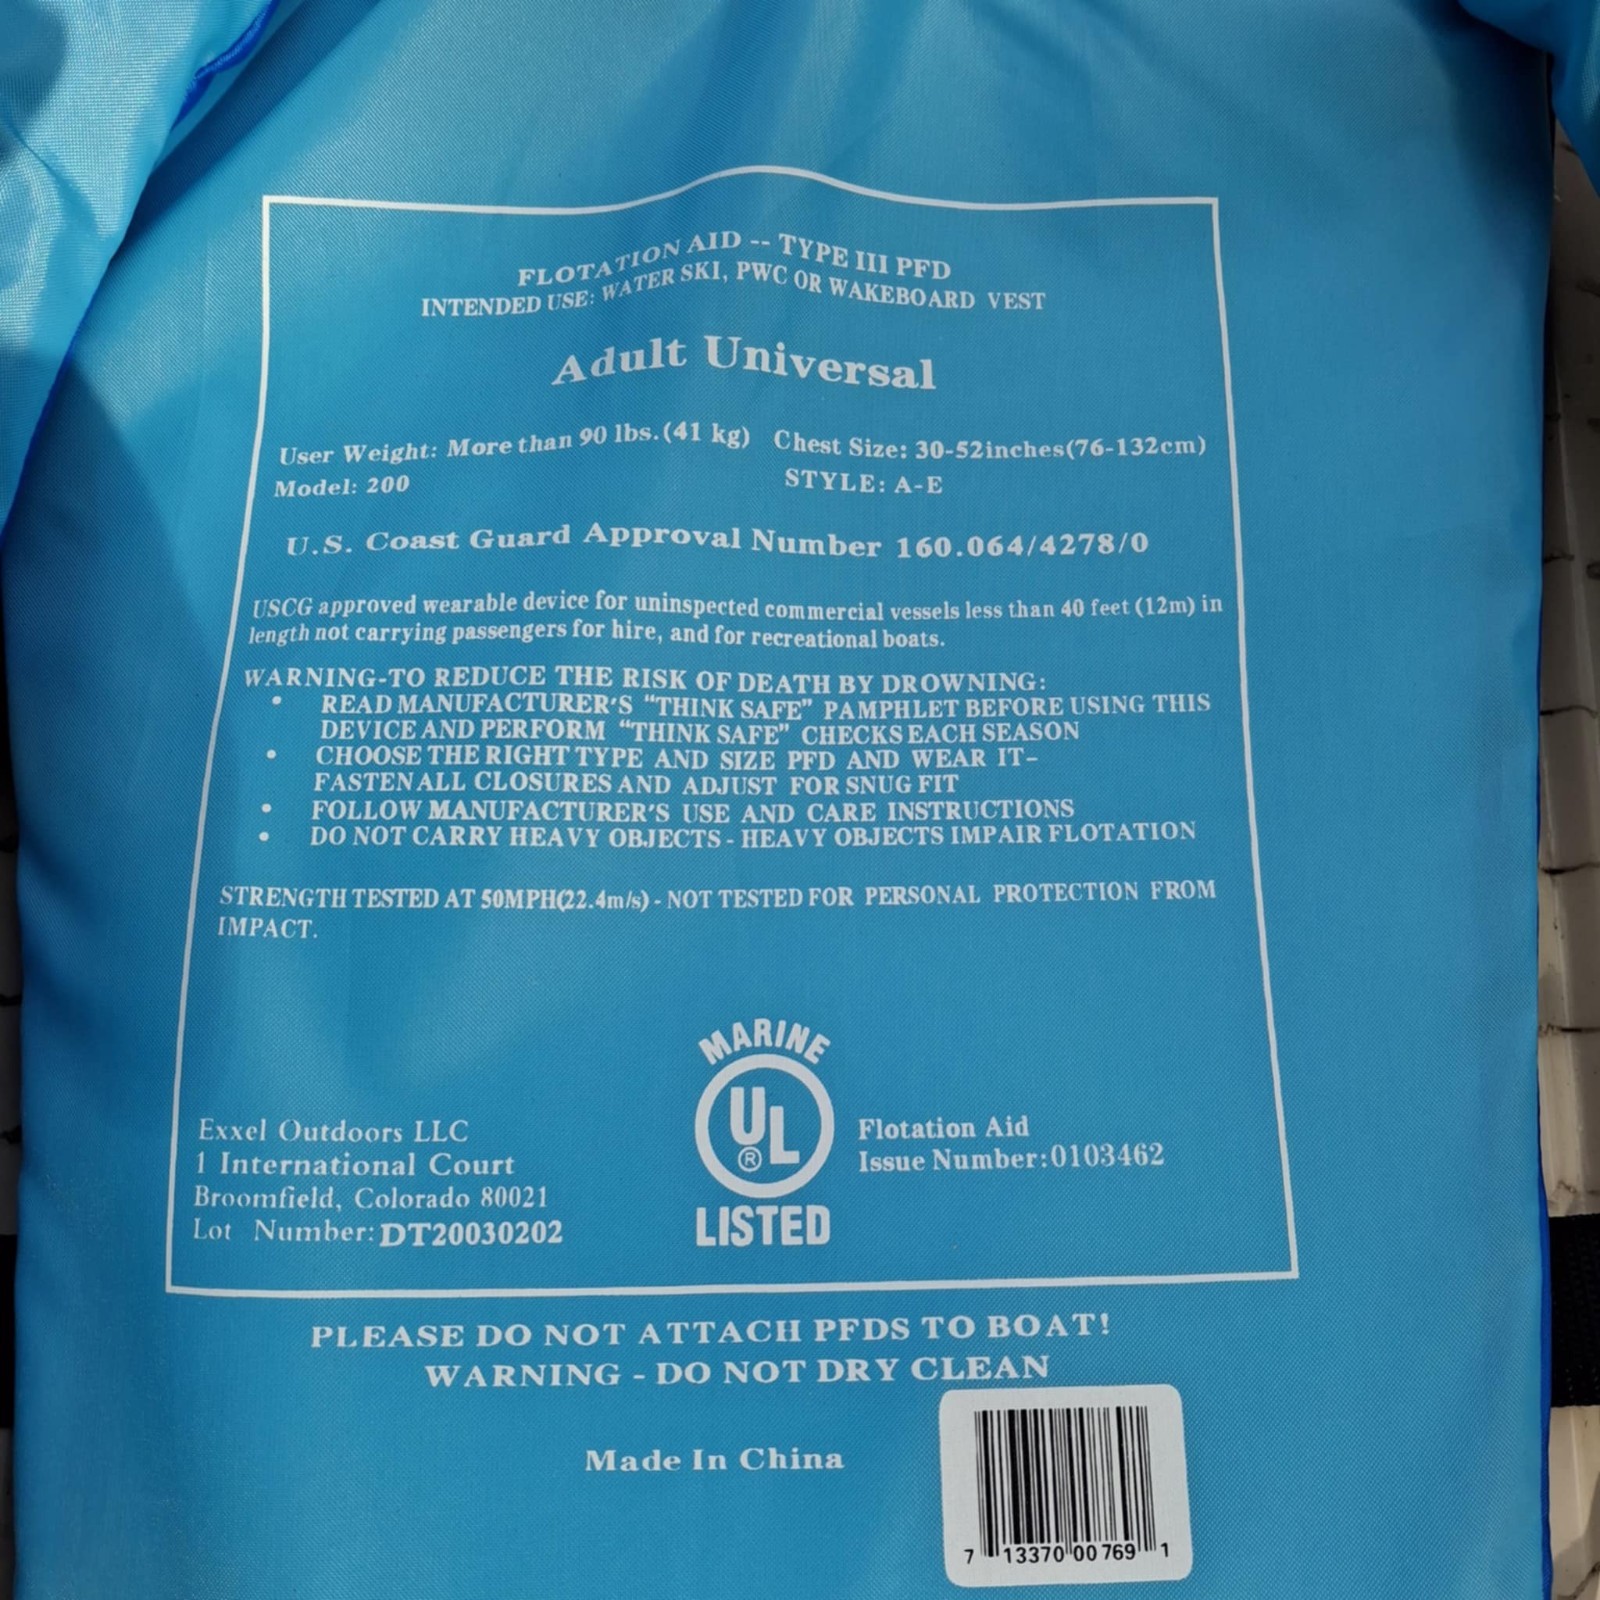 FLOTATION AID -- TYPE III PFD
INTENDED USE: WATER SKI, PWC OR WAKEBOARD VEST
Adult Universal
User Weight: More than 90 lbs.(41 kg) Chest Size: 30-52inches(76-132cm)
Model: 200 STYLE: A-E
U.S. Coast Guard Approval Number 160.064/4278/0
USCG approved wearable device for uninspected commercial vessels less than 40 feet (12m) in
length not carrying passengers for hire, and for recreational boats.
WARNING-TO REDUCE THE RISK OF DEATH BY DROWNING:
• READ MANUFACTURER'S "THINK SAFE" PAMPHLET BEFORE USING THIS
DEVICE AND PERFORM "THINK SAFE" CHECKS EACH SEASON
• CHOOSE THE RIGHT TYPE AND SIZE PFD AND WEAR IT-
FASTEN ALL CLOSURES AND ADJUST FOR SNUG FIT
• FOLLOW MANUFACTURER'S USE AND CARE INSTRUCTIONS
• DO NOT CARRY HEAVY OBJECTS - HEAVY OBJECTS IMPAIR FLOTATION
STRENGTH TESTED AT 50MPH(22.4m/s) - NOT TESTED FOR PERSONAL PROTECTION FROM
IMPACT.
Exxel Outdoors LLC
1 International Court
Broomfield, Colorado 80021
Lot Number: DT20030202
MARINE
UL
®
LISTED
Flotation Aid
Issue Number:0103462
PLEASE DO NOT ATTACH PFDS TO BOAT!
WARNING - DO NOT DRY CLEAN
Made In China
7 13370 00769 1